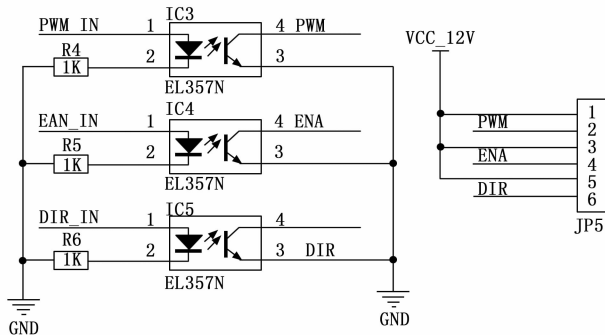 IC3
PWM_IN 1 4 PWM
R4 2 3
1K
EL357N
IC4
EAN_IN 1 4 ENA
R5 2 3
1K
EL357N
IC5
DIR_IN 1 4
R6 2 3 DIR
1K
EL357N
GND
GND
VCC_12V
1
PWM 2
3
ENA 4
5
DIR 6
JP5